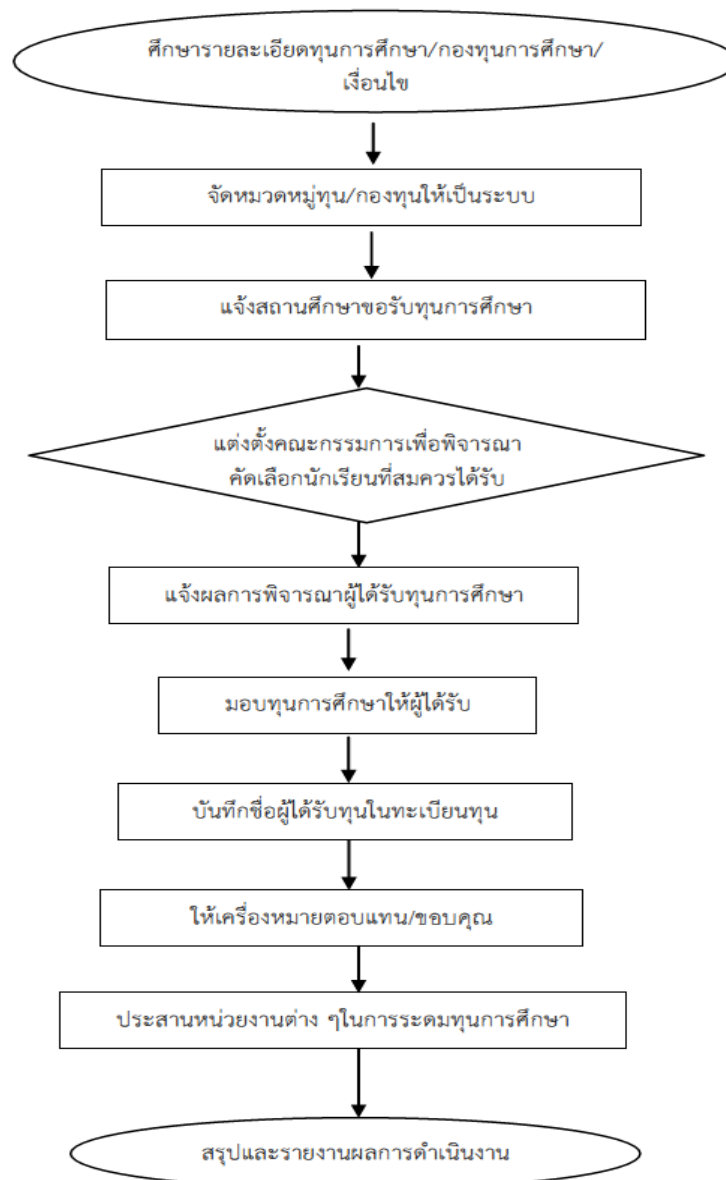 ศึกษารายละเอียดทุนการศึกษา/กองทุนการศึกษา/
เงื่อนไข
จัดหมวดหมู่ทุน/กองทุนให้เป็นระบบ
แจ้งสถานศึกษาขอรับทุนการศึกษา
แต่งตั้งคณะกรรมการเพื่อพิจารณา
คัดเลือกนักเรียนที่สมควรได้รับ
แจ้งผลการพิจารณาผู้ได้รับทุนการศึกษา
มอบทุนการศึกษาให้ผู้ได้รับ
บันทึกชื่อผู้ได้รับทุนในทะเบียนทุน
ให้เครื่องหมายตอบแทน/ขอบคุณ
ประสานหน่วยงานต่าง ๆในการระดมทุนการศึกษา
สรุปและรายงานผลการดำเนินงาน